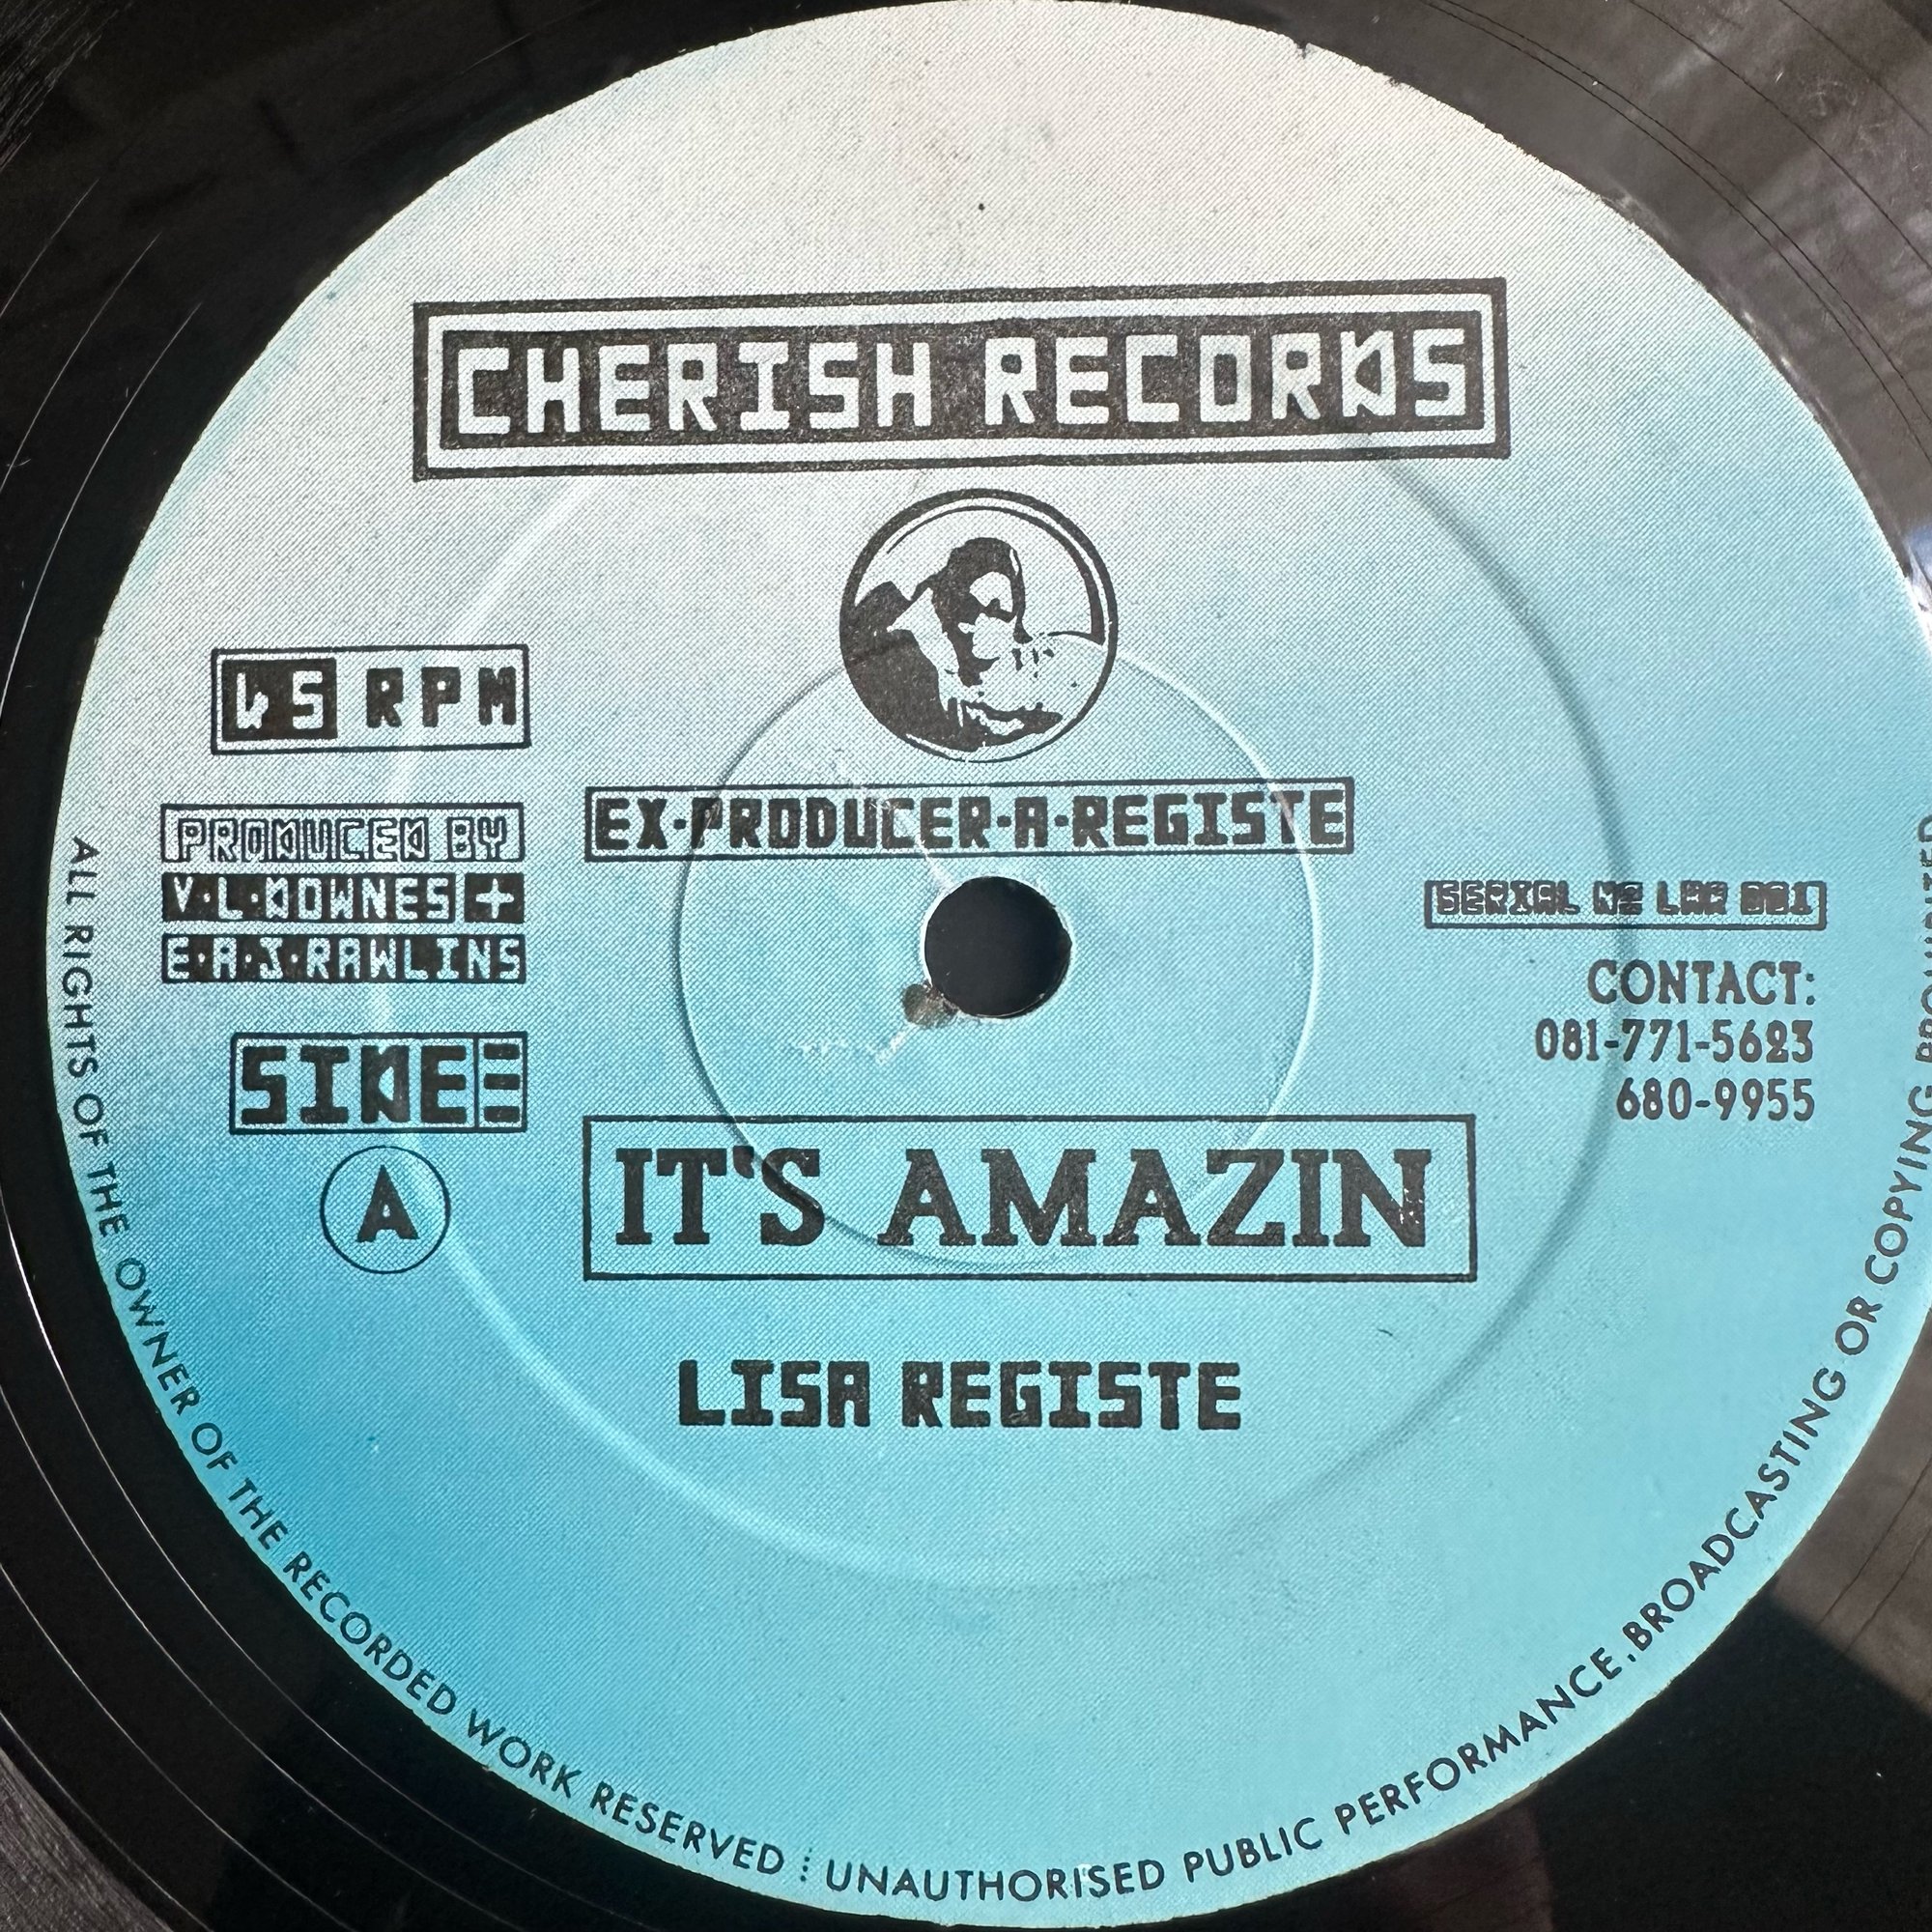 CHERISH RECORDS
45 RPM
PRODUCED BY
V·L·DOWNES +
E·A·J·RAWLINS
EX·PRODUCER·A·REGISTE
SERIAL Nº LAR 001
CONTACT:
081-771-5623
680-9955
SIDE
A
IT'S AMAZIN
LISA REGISTE
ALL RIGHTS OF THE OWNER OF THE RECORDED WORK RESERVED : UNAUTHORISED PUBLIC PERFORMANCE, BROADCASTING OR COPYING